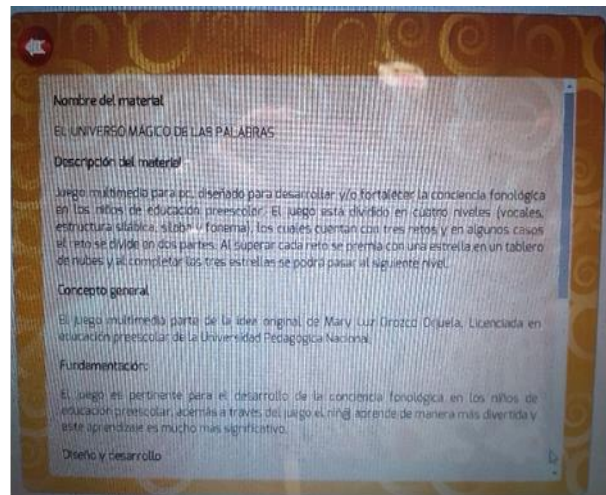 Nombre del material
EL UNIVERSO MÁGICO DE LAS PALABRAS
Descripción del material
Juego multimedia para pc, diseñado para desarrollar y/o fortalecer la conciencia fonológica
en los niños de educación preescolar. El juego está dividido en cuatro niveles (vocales,
estructura silábica, sílaba y fonema), los cuales cuentan con tres retos y en algunos casos
el reto se divide en dos partes. Al superar cada reto se premia con una estrella en un tablero
de nubes y al completar las tres estrellas se podrá pasar al siguiente nivel.
Concepto general
El juego multimedia parte de la idea original de Mary Luz Orozco Orjuela, Licenciada en
educación preescolar de la Universidad Pedagógica Nacional.
Fundamentación:
El juego es pertinente para el desarrollo de la conciencia fonológica en los niños de
educación preescolar, además a través del juego el niñ@ aprende de manera más divertida y
este aprendizaje es mucho más significativo.
Diseño y desarrollo